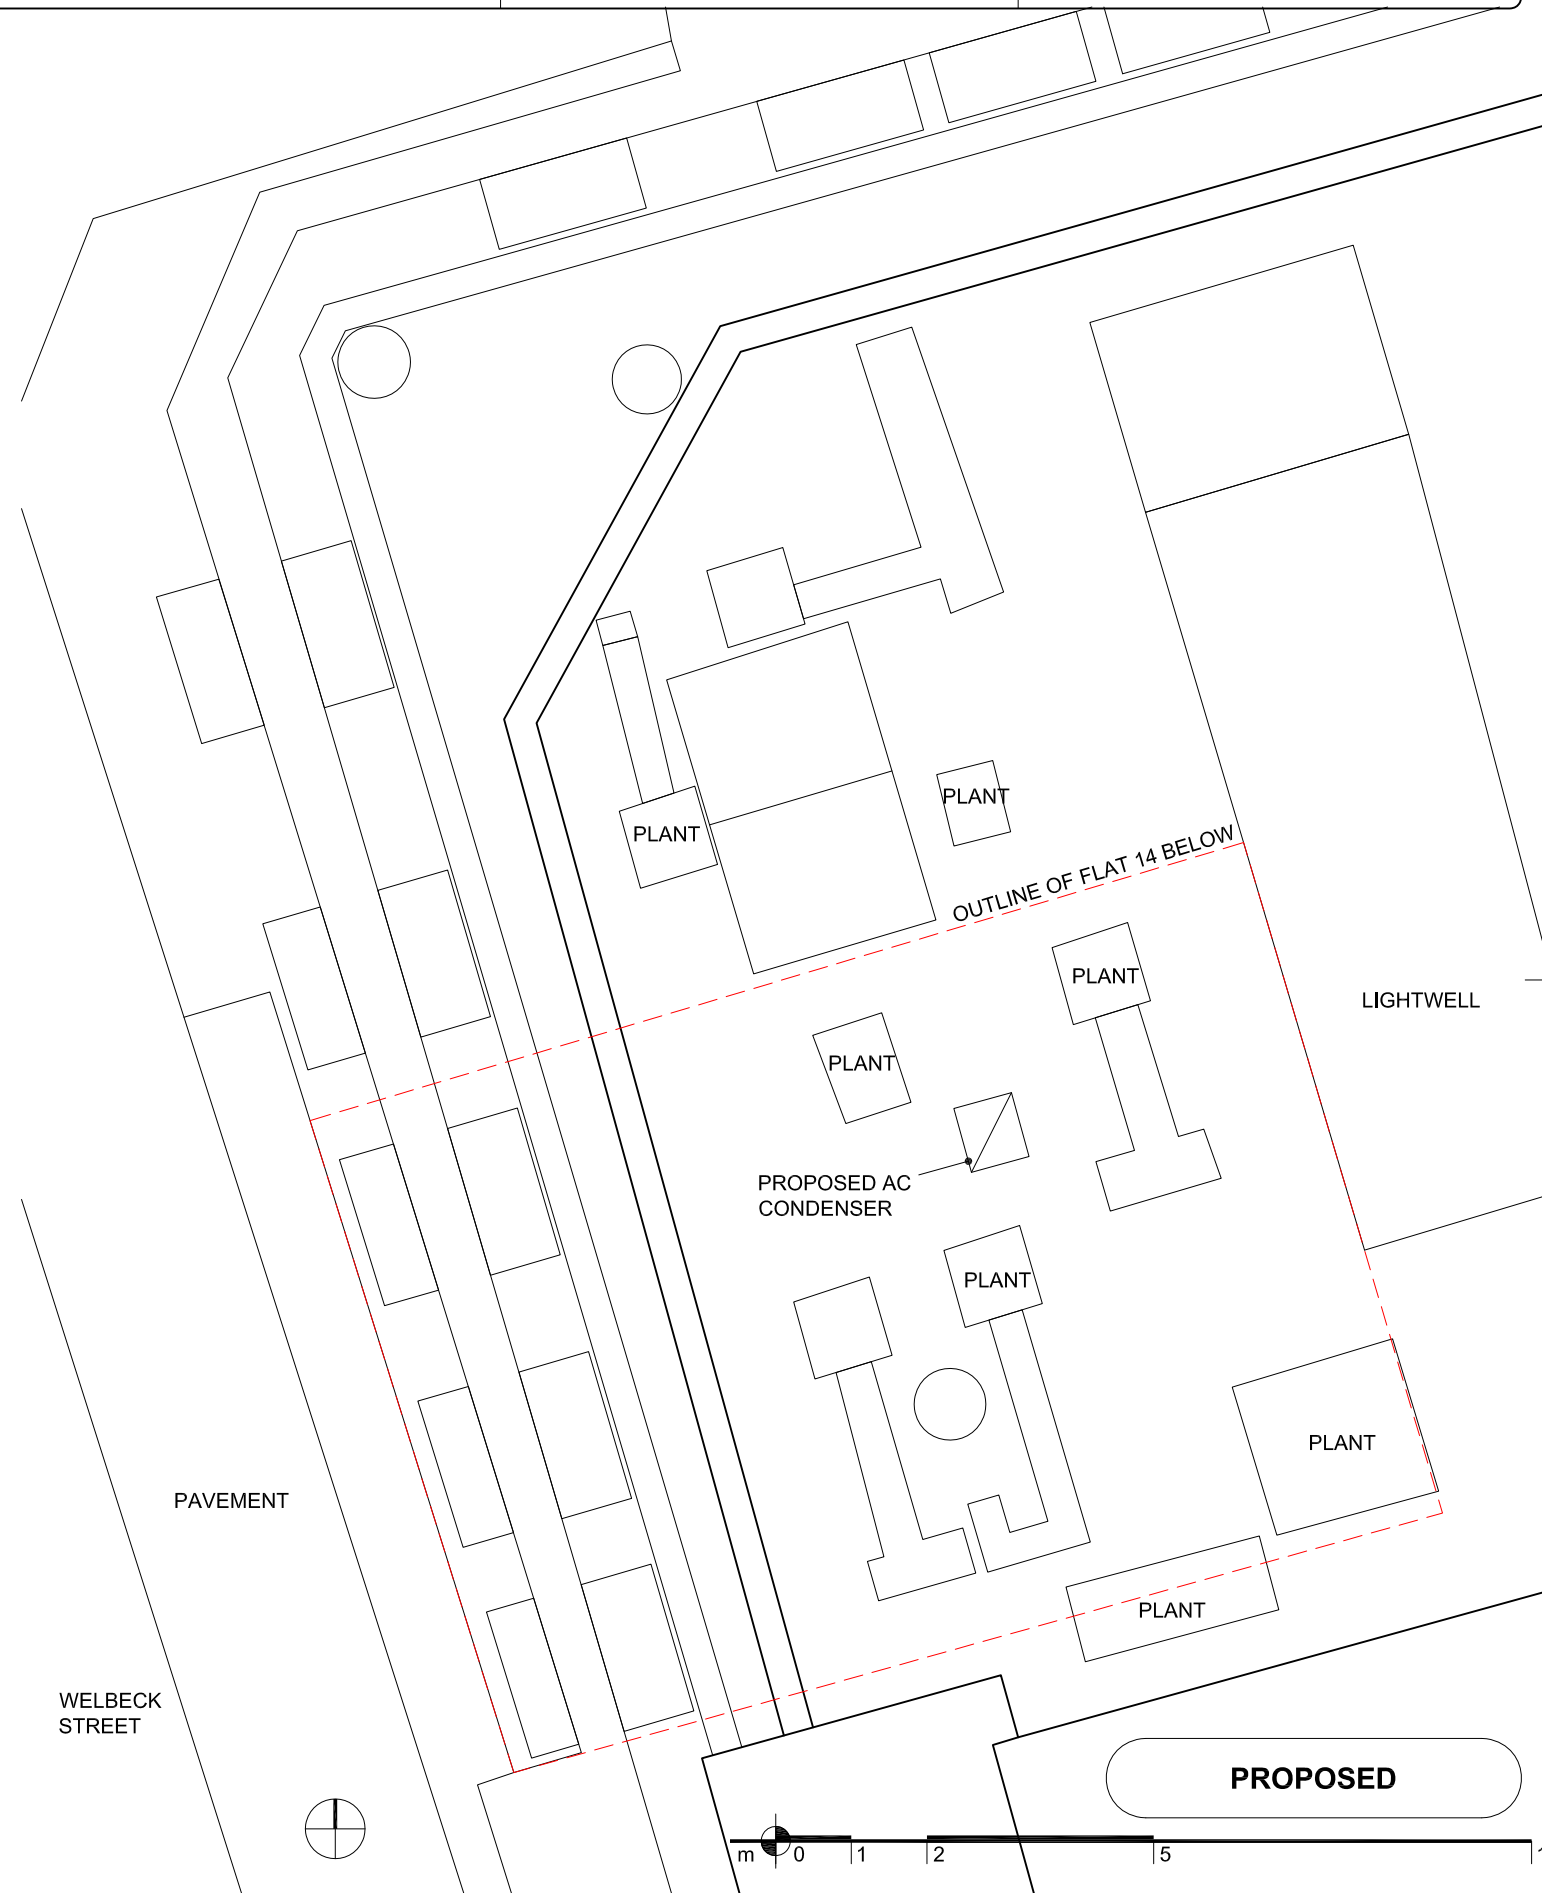 PLANT
PLANT
OUTLINE OF FLAT 14 BELOW
PLANT
LIGHTWELL
PLANT
PROPOSED AC
CONDENSER
PLANT
PLANT
PAVEMENT
PLANT
WELBECK
STREET
PROPOSED
m 0 1 2 5